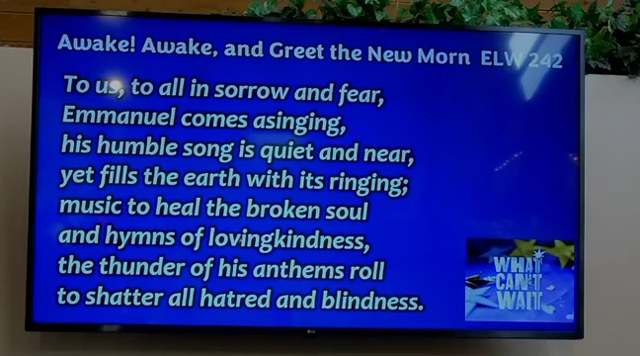 Awake! Awake, and Greet the New Morn ELW 242
To us, to all in sorrow and fear,
Emmanuel comes asinging,
his humble song is quiet and near,
yet fills the earth with its ringing;
music to heal the broken soul
and hymns of lovingkindness,
the thunder of his anthems roll
to shatter all hatred and blindness.
WHAT
CAN'T
WAIT
LG